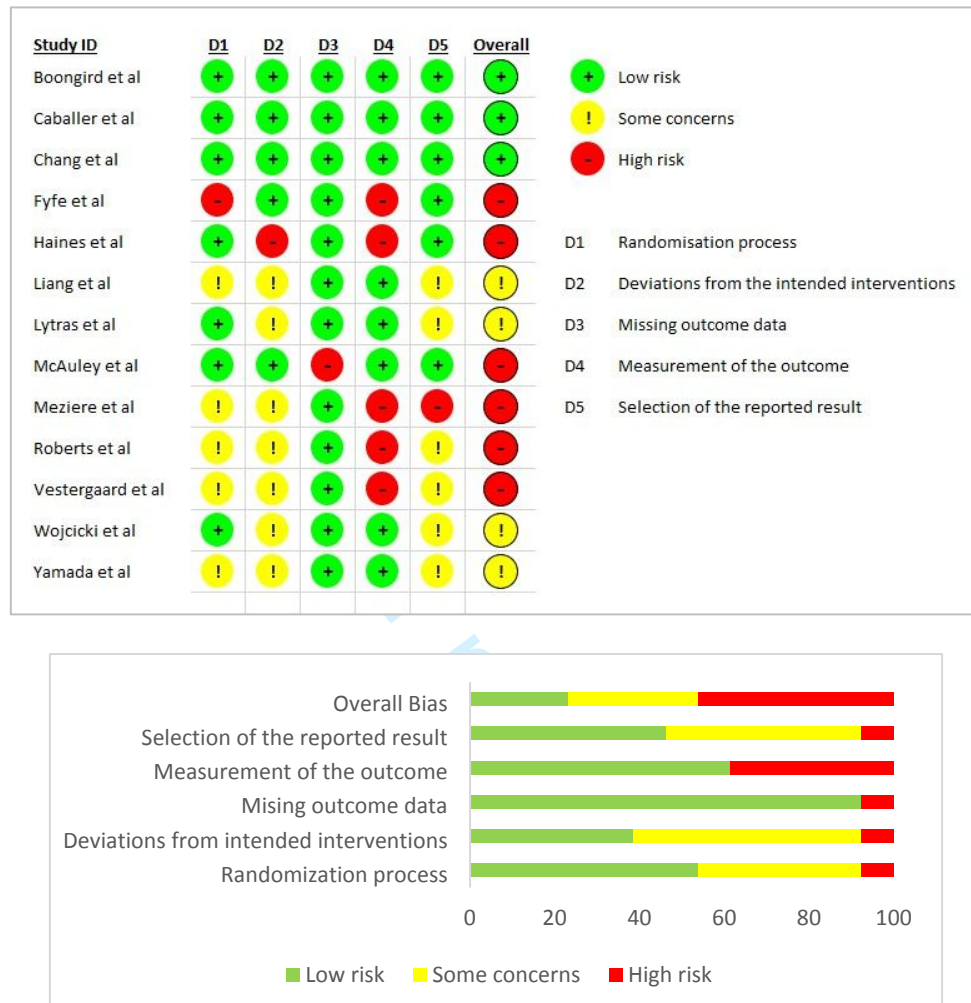 Study ID D1 D2 D3 D4 D5 Overall
Boongird et al + + + + + + + Low risk
Caballer et al + + + + + + ! Some concerns
Chang et al + + + + + + - High risk
Fyfe et al - + + - + -
Haines et al + - + - + - D1 Randomisation process
Liang et al ! ! + + ! ! D2 Deviations from the intended interventions
Lytras et al + ! + + ! ! D3 Missing outcome data
McAuley et al + + - + + - D4 Measurement of the outcome
Meziere et al ! ! + - - - D5 Selection of the reported result
Roberts et al ! ! + - ! -
Vestergaard et al ! ! + - ! -
Wojcicki et al + ! + + ! !
Yamada et al ! ! + + ! !
Overall Bias
Selection of the reported result
Measurement of the outcome
Mising outcome data
Deviations from intended interventions
Randomization process
0 20 40 60 80 100
Low risk Some concerns High risk